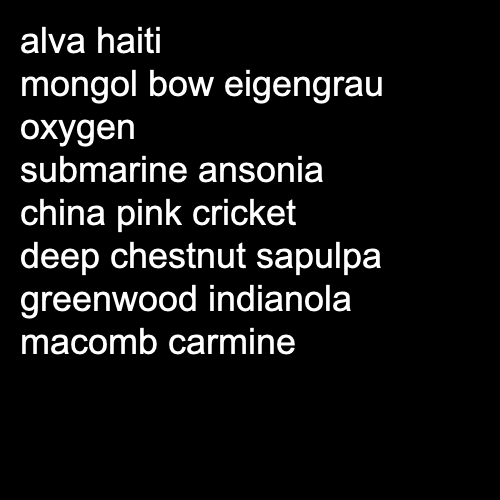 alva haiti
mongol bow eigengrau
oxygen
submarine ansonia
china pink cricket
deep chestnut sapulpa
greenwood indianola
macomb carmine